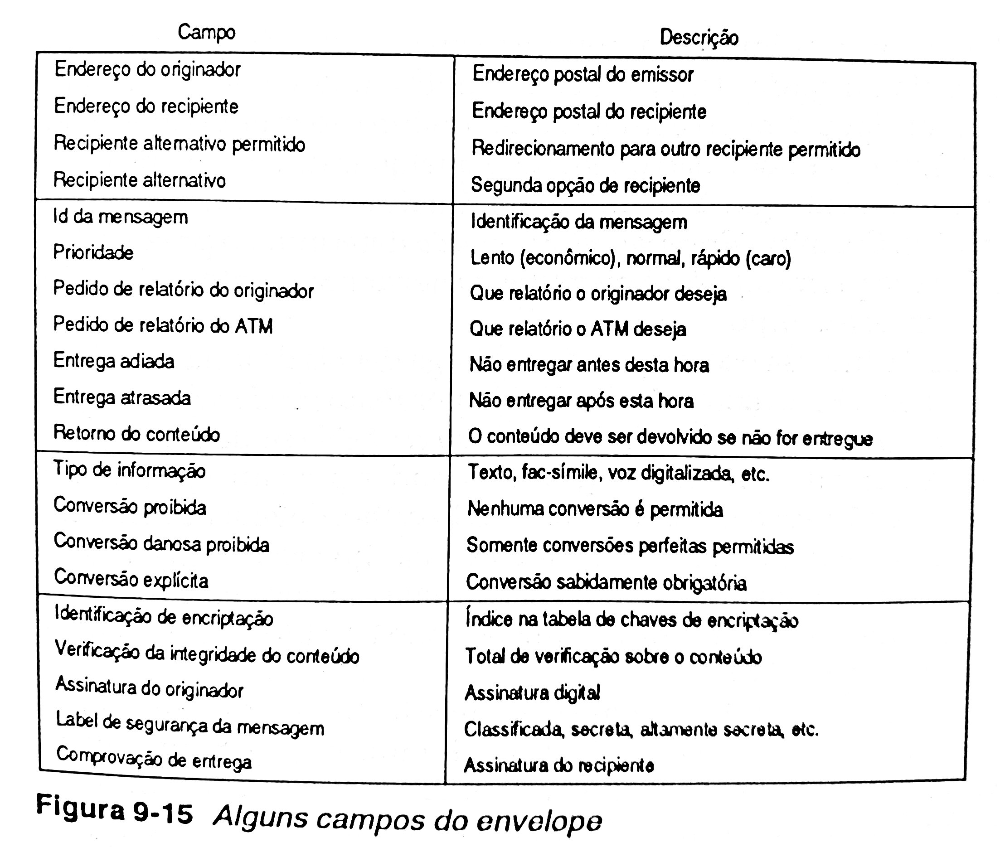 Campo Descrição
Endereço do originador Endereço postal do emissor
Endereço do recipiente Endereço postal do recipiente
Recipiente alternativo permitido Redirecionamento para outro recipiente permitido
Recipiente alternativo Segunda opção de recipiente
Id da mensagem Identificação da mensagem
Prioridade Lento (econômico), normal, rápido (caro)
Pedido de relatório do originador Que relatório o originador deseja
Pedido de relatório do ATM Que relatório o ATM deseja
Entrega adiada Não entregar antes desta hora
Entrega atrasada Não entregar após esta hora
Retorno do conteúdo O conteúdo deve ser devolvido se não for entregue
Tipo de informação Texto, fac-símile, voz digitalizada, etc.
Conversão proibida Nenhuma conversão é permitida
Conversão danosa proibida Somente conversões perfeitas permitidas
Conversão explícita Conversão sabidamente obrigatória
Identificação de encriptação Índice na tabela de chaves de encriptação
Verificação da integridade do conteúdo Total de verificação sobre o conteúdo
Assinatura do originador Assinatura digital
Label de segurança da mensagem Classificada, secreta, altamente secreta, etc.
Comprovação de entrega Assinatura do recipiente
Figura 9-15 Alguns campos do envelope